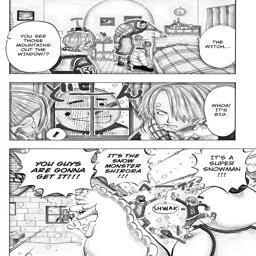 YOU SEE
THOSE
MOUNTAINS
OUT THE
WINDOW!?
THE
WITCH...
WHOA!
IT'S
BIG.
!
YOU GUYS
ARE GONNA
GET IT!!!
IT'S THE
SNOW
MONSTER
SHIRORA
!!!
IT'S A
SUPER
SNOWMAN
!!!
SHWAK!